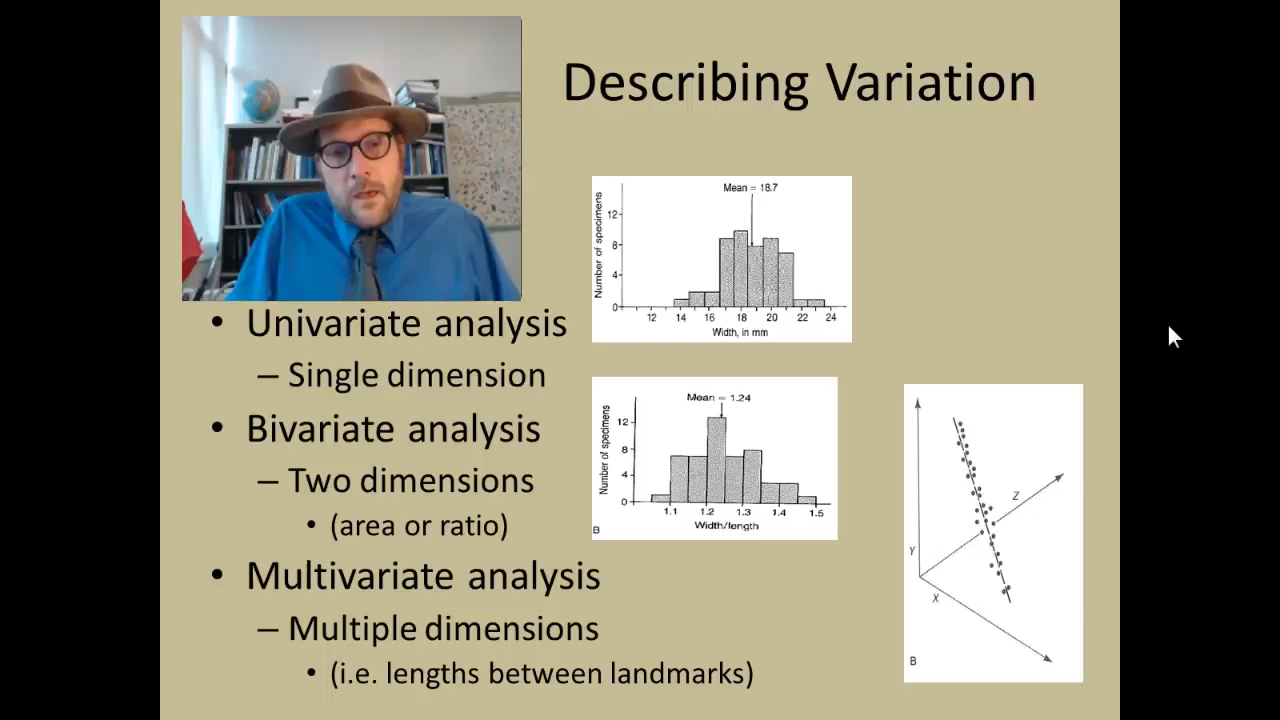 Describing Variation
Mean = 18.7
Number of specimens
12
8
4
0
12 14 16 18 20 22 24
Width, in mm
• Univariate analysis
– Single dimension
• Bivariate analysis
– Two dimensions
• (area or ratio)
• Multivariate analysis
– Multiple dimensions
• (i.e. lengths between landmarks)
Mean = 1.24
Number of specimens
12
8
4
0
1.1 1.2 1.3 1.4 1.5
Width/length
B
Z
Y
X
B